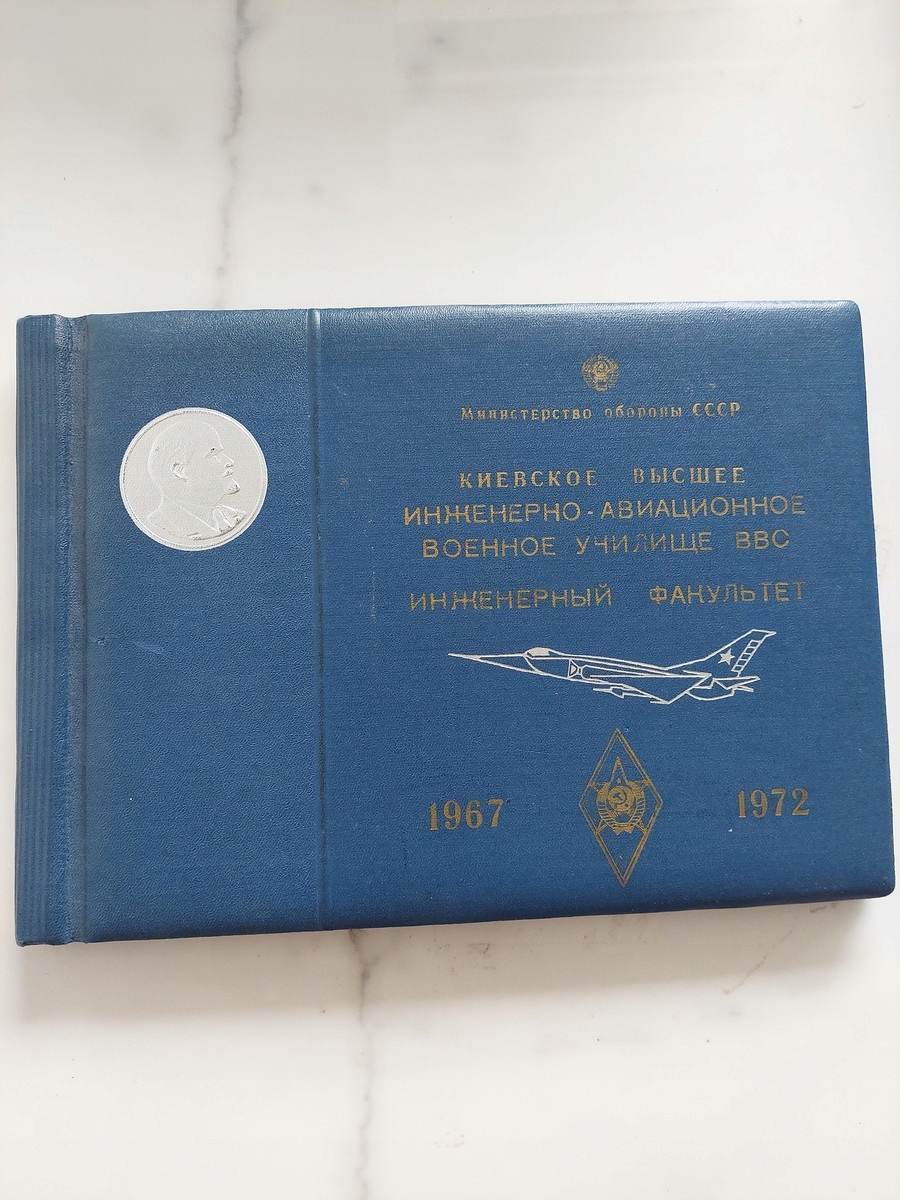 Министерство обороны СССР
КИЕВСКОЕ ВЫСШЕЕ
ИНЖЕНЕРНО-АВИАЦИОННОЕ
ВОЕННОЕ УЧИЛИЩЕ ВВС
ИНЖЕНЕРНЫЙ ФАКУЛЬТЕТ
1967 1972